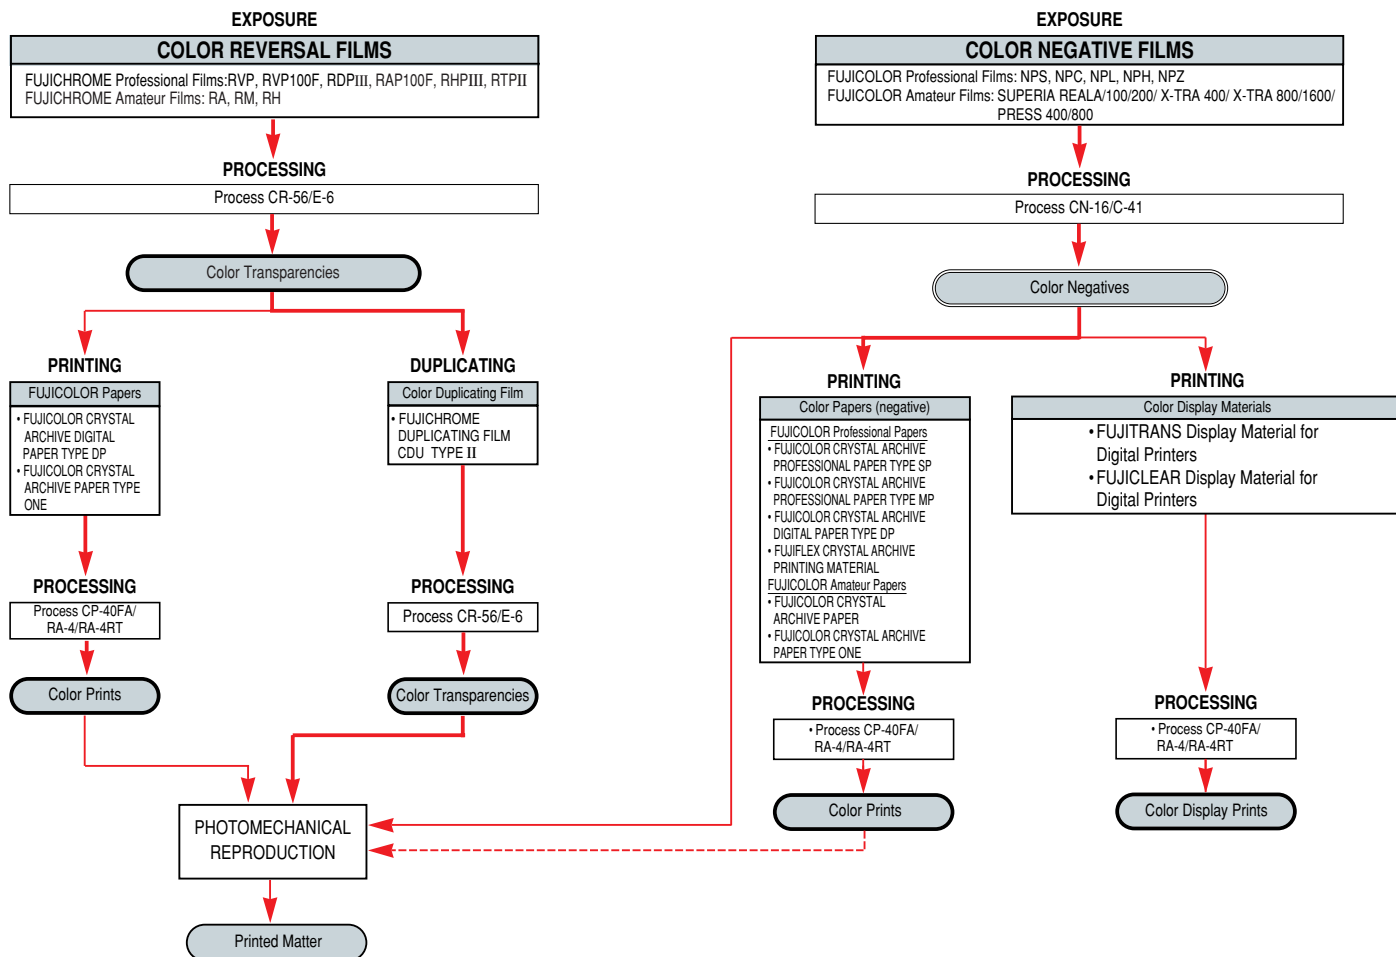 EXPOSURE
COLOR REVERSAL FILMS
FUJICHROME Professional Films:RVP, RVP100F, RDPIII, RAP100F, RHPIII, RTPII
FUJICHROME Amateur Films: RA, RM, RH
PROCESSING
Process CR-56/E-6
Color Transparencies
PRINTING
FUJICOLOR Papers
• FUJICOLOR CRYSTAL
ARCHIVE DIGITAL
PAPER TYPE DP
• FUJICOLOR CRYSTAL
ARCHIVE PAPER TYPE
ONE
PROCESSING
Process CP-40FA/
RA-4/RA-4RT
Color Prints
DUPLICATING
Color Duplicating Film
• FUJICHROME
DUPLICATING FILM
CDU TYPE II
PROCESSING
Process CR-56/E-6
Color Transparencies
PHOTOMECHANICAL
REPRODUCTION
Printed Matter
EXPOSURE
COLOR NEGATIVE FILMS
FUJICOLOR Professional Films: NPS, NPC, NPL, NPH, NPZ
FUJICOLOR Amateur Films: SUPERIA REALA/100/200/ X-TRA 400/ X-TRA 800/1600/
PRESS 400/800
PROCESSING
Process CN-16/C-41
Color Negatives
PRINTING
Color Papers (negative)
FUJICOLOR Professional Papers
• FUJICOLOR CRYSTAL ARCHIVE
PROFESSIONAL PAPER TYPE SP
• FUJICOLOR CRYSTAL ARCHIVE
PROFESSIONAL PAPER TYPE MP
• FUJICOLOR CRYSTAL ARCHIVE
DIGITAL PAPER TYPE DP
• FUJIFLEX CRYSTAL ARCHIVE
PRINTING MATERIAL
FUJICOLOR Amateur Papers
• FUJICOLOR CRYSTAL
ARCHIVE PAPER
• FUJICOLOR CRYSTAL ARCHIVE
PAPER TYPE ONE
PROCESSING
• Process CP-40FA/
RA-4/RA-4RT
Color Prints
PRINTING
Color Display Materials
• FUJITRANS Display Material for
Digital Printers
• FUJICLEAR Display Material for
Digital Printers
PROCESSING
• Process CP-40FA/
RA-4/RA-4RT
Color Display Prints